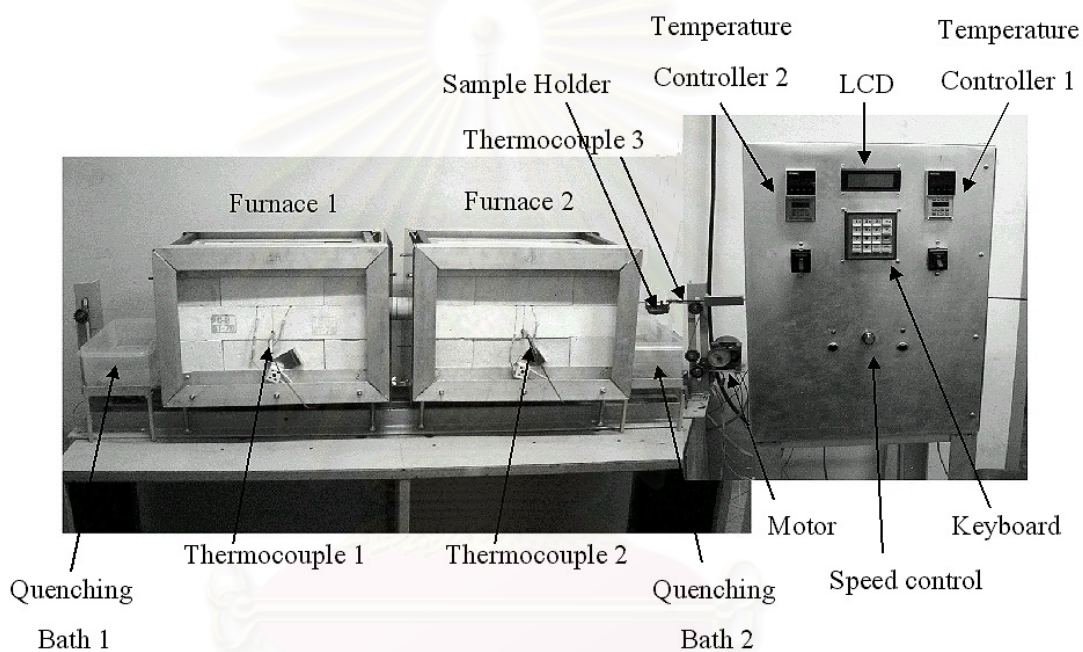 Temperature
Controller 2
Temperature
Controller 1
LCD
Sample Holder
Thermocouple 3
Furnace 1
Furnace 2
Thermocouple 1
Thermocouple 2
Motor
Keyboard
Speed control
Quenching
Bath 1
Quenching
Bath 2